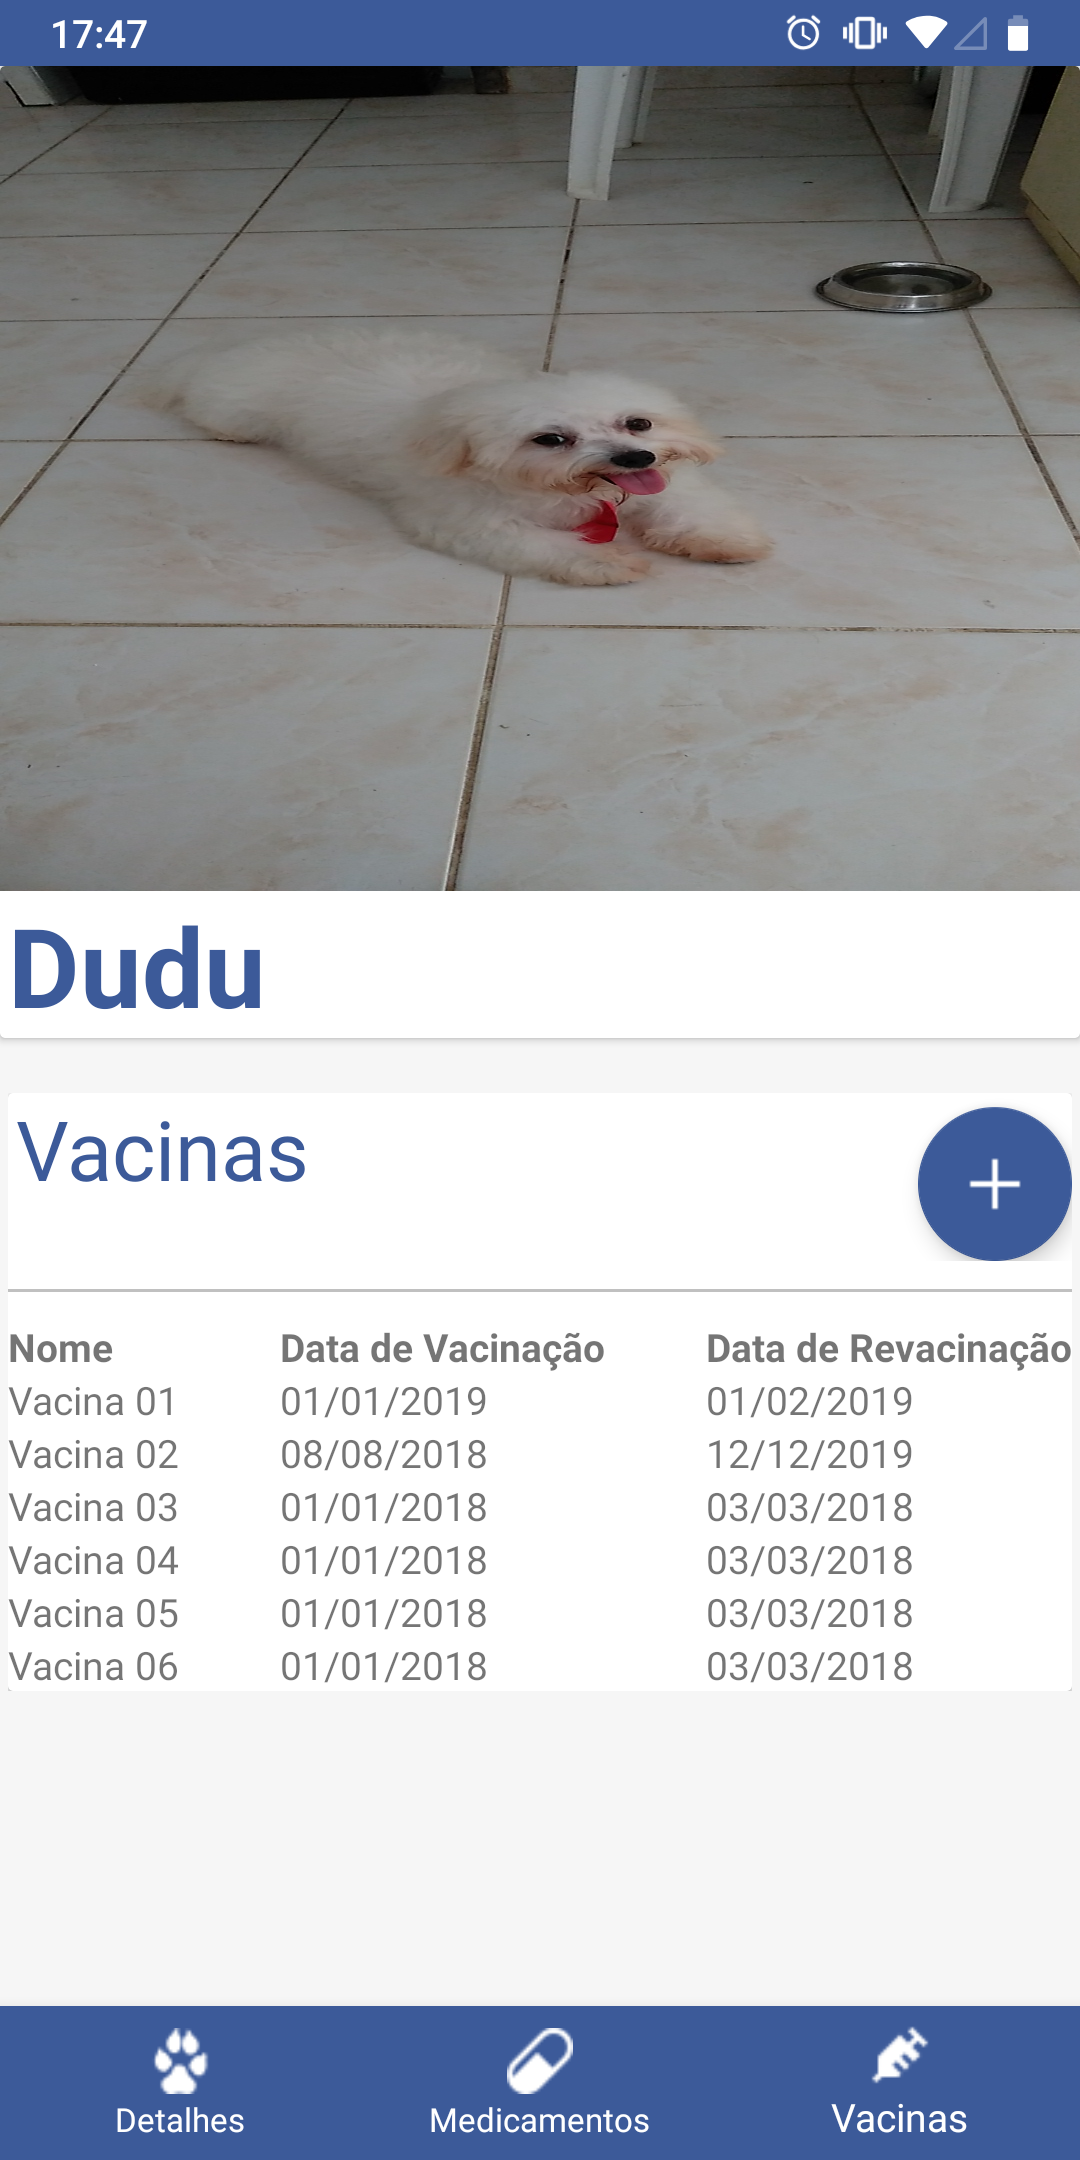 17:47
Dudu
Vacinas
Nome Data de Vacinação Data de Revacinação
Vacina 01 01/01/2019 01/02/2019
Vacina 02 08/08/2018 12/12/2019
Vacina 03 01/01/2018 03/03/2018
Vacina 04 01/01/2018 03/03/2018
Vacina 05 01/01/2018 03/03/2018
Vacina 06 01/01/2018 03/03/2018
Detalhes Medicamentos Vacinas